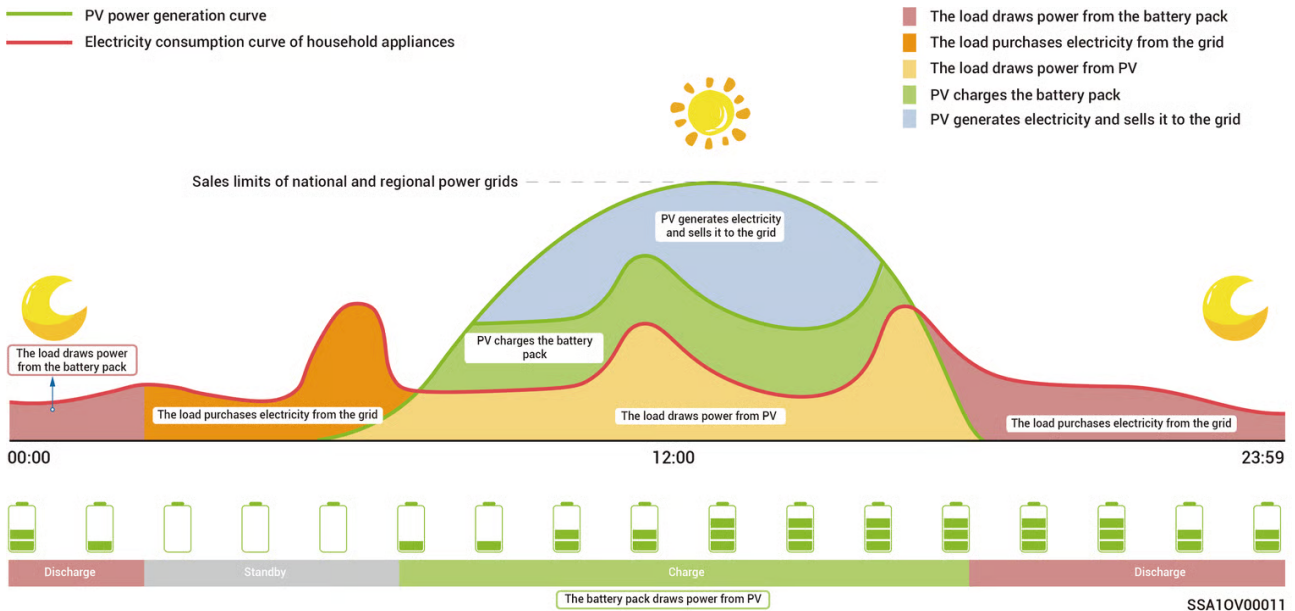 PV power generation curve
Electricity consumption curve of household appliances
The load draws power from the battery pack
The load purchases electricity from the grid
The load draws power from PV
PV charges the battery pack
PV generates electricity and sells it to the grid
Sales limits of national and regional power grids
PV generates electricity
and sells it to the grid
The load draws power
from the battery pack
PV charges the battery
pack
The load purchases electricity from the grid
The load draws power from PV
The load purchases electricity from the grid
00:00
12:00
23:59
Discharge
Standby
Charge
Discharge
The battery pack draws power from PV
SSA1OV00011